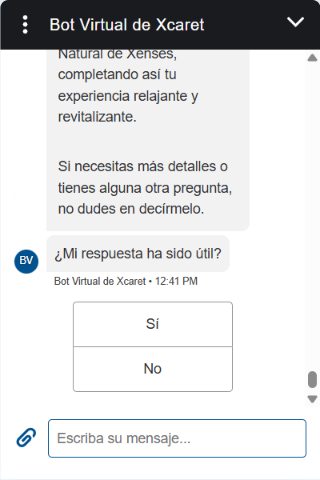 Bot Virtual de Xcaret
Natural de Xenses,
completando así tu
experiencia relajante y
revitalizante.
Si necesitas más detalles o
tienes alguna otra pregunta,
no dudes en decírmelo.
¿Mi respuesta ha sido útil?
BV
Bot Virtual de Xcaret • 12:41 PM
Sí
No
Escriba su mensaje...